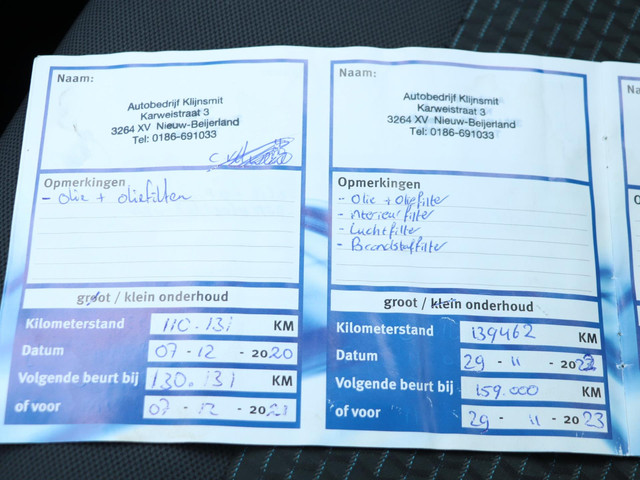 Naam:
Autobedrijf Klijnsmit
Karweistraat 3
3264 XV Nieuw-Beijerland
Tel: 0186-691033
Opmerkingen
- Olie + oliefilter
groot / klein onderhoud
Kilometerstand 110.131 KM
Datum 07 - 12 - 2020
Volgende beurt bij 130.131 KM
of voor 07 - 12 - 2021
Naam:
Autobedrijf Klijnsmit
Karweistraat 3
3264 XV Nieuw-Beijerland
Tel: 0186-691033
Opmerkingen
- Olie + oliefilter
- interieurfilter
- Luchtfilter
- Brandstoffilter
groot / klein onderhoud
Kilometerstand 139462 KM
Datum 29 - 11 - 2022
Volgende beurt bij 159.000 KM
of voor 29 - 11 - 2023